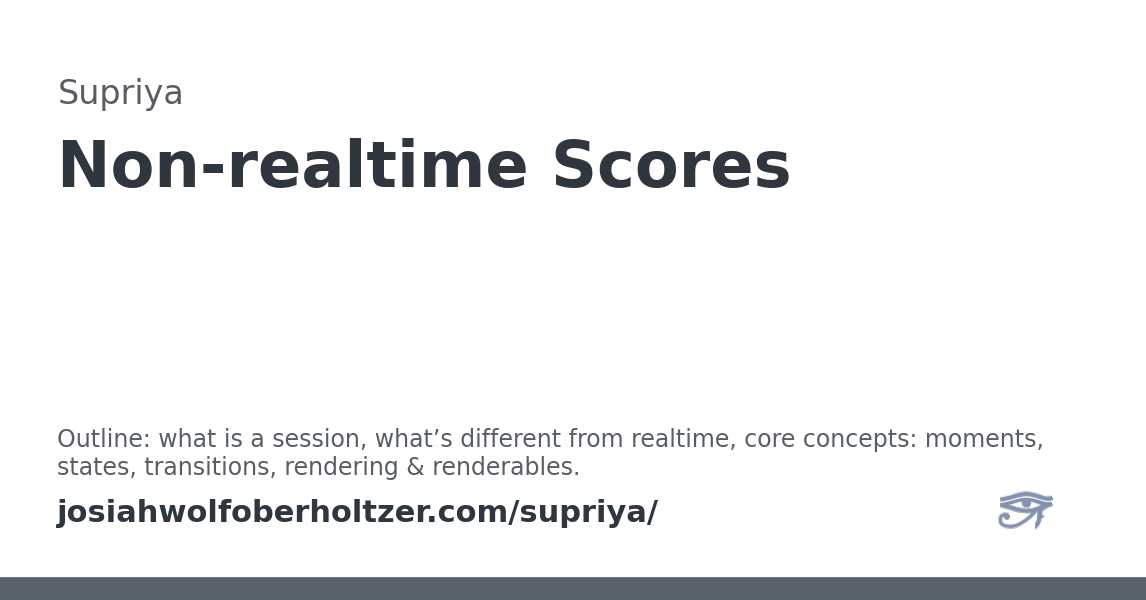 Supriya
Non-realtime Scores
Outline: what is a session, what’s different from realtime, core concepts: moments,
states, transitions, rendering & renderables.
josiahwolfoberholtzer.com/supriya/